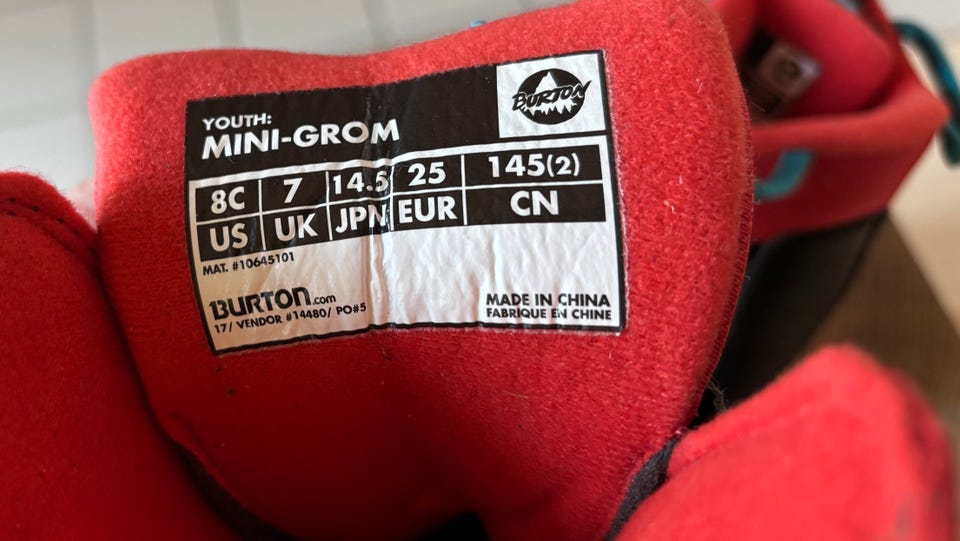 YOUTH:
MINI-GROM
BURTON
8C 7 14.5 25 145(2)
US UK JPN EUR CN
MAT. #10645101
BURTON.com
17/ VENDOR #14480/ PO#5
MADE IN CHINA
FABRIQUE EN CHINE